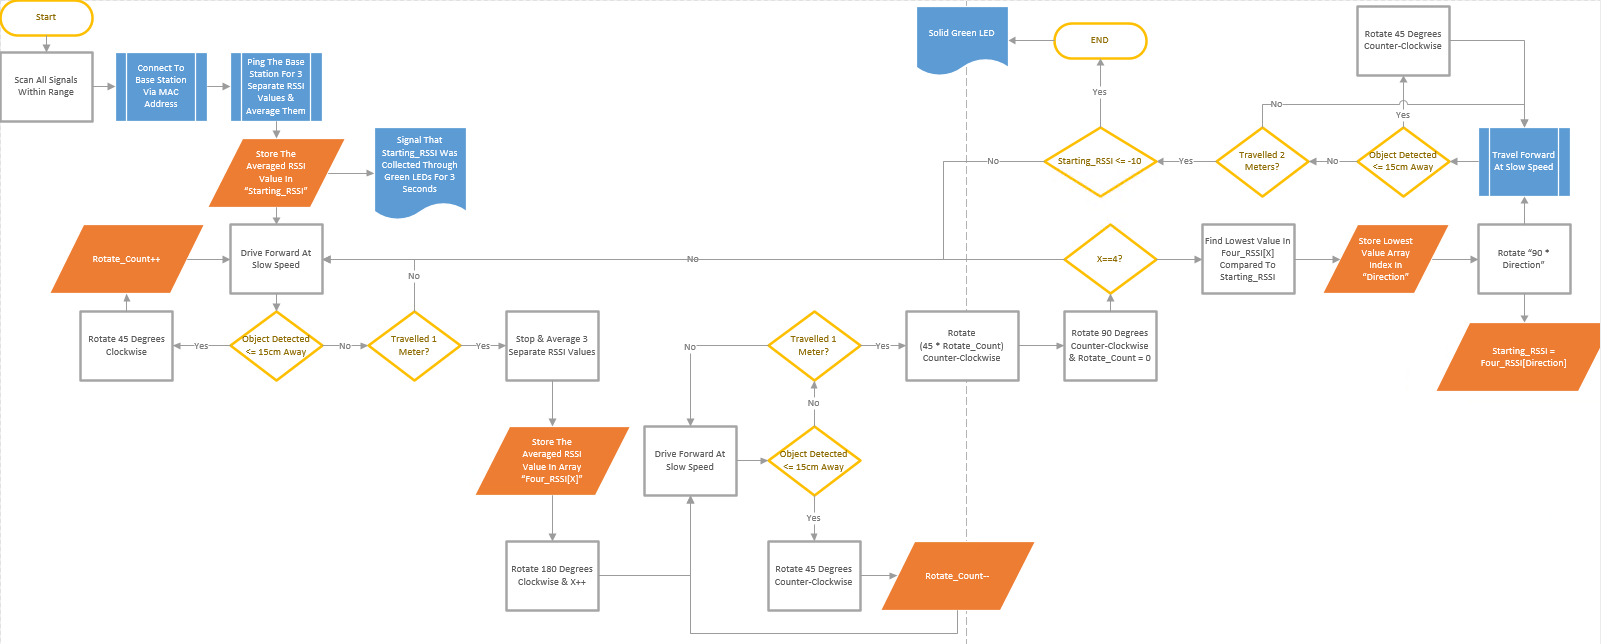 Start
Scan All Signals
Within Range
Connect To
Base Station
Via MAC
Address
Ping The Base
Station For 3
Separate RSSI
Values &
Average Them
Store The
Averaged RSSI
Value In
"Starting_RSSI"
Signal That
Starting_RSSI Was
Collected Through
Green LEDs For 3
Seconds
Rotate_Count++
Drive Forward At
Slow Speed
Rotate 45 Degrees
Clockwise
Yes
Object Detected
<= 15cm Away
No
Travelled 1
Meter?
No
Yes
Stop & Average 3
Separate RSSI Values
Store The
Averaged RSSI
Value In Array
"Four_RSSI[X]"
Rotate 180 Degrees
Clockwise & X++
Drive Forward At
Slow Speed
Object Detected
<= 15cm Away
Yes
Rotate 45 Degrees
Counter-Clockwise
Rotate_Count--
No
Travelled 1
Meter?
No
Yes
Rotate
(45 * Rotate_Count)
Counter-Clockwise
Rotate 90 Degrees
Counter-Clockwise
& Rotate_Count = 0
X==4?
No
Find Lowest Value In
Four_RSSI[X]
Compared To
Starting_RSSI
Store Lowest
Value Array
Index In
"Direction"
Rotate "90 *
Direction"
Starting_RSSI =
Four_RSSI[Direction]
Travel Forward
At Slow Speed
Object Detected
<= 15cm Away
Yes
Rotate 45 Degrees
Counter-Clockwise
No
Travelled 2
Meters?
No
Yes
Starting_RSSI <= -10
No
Yes
END
Solid Green LED